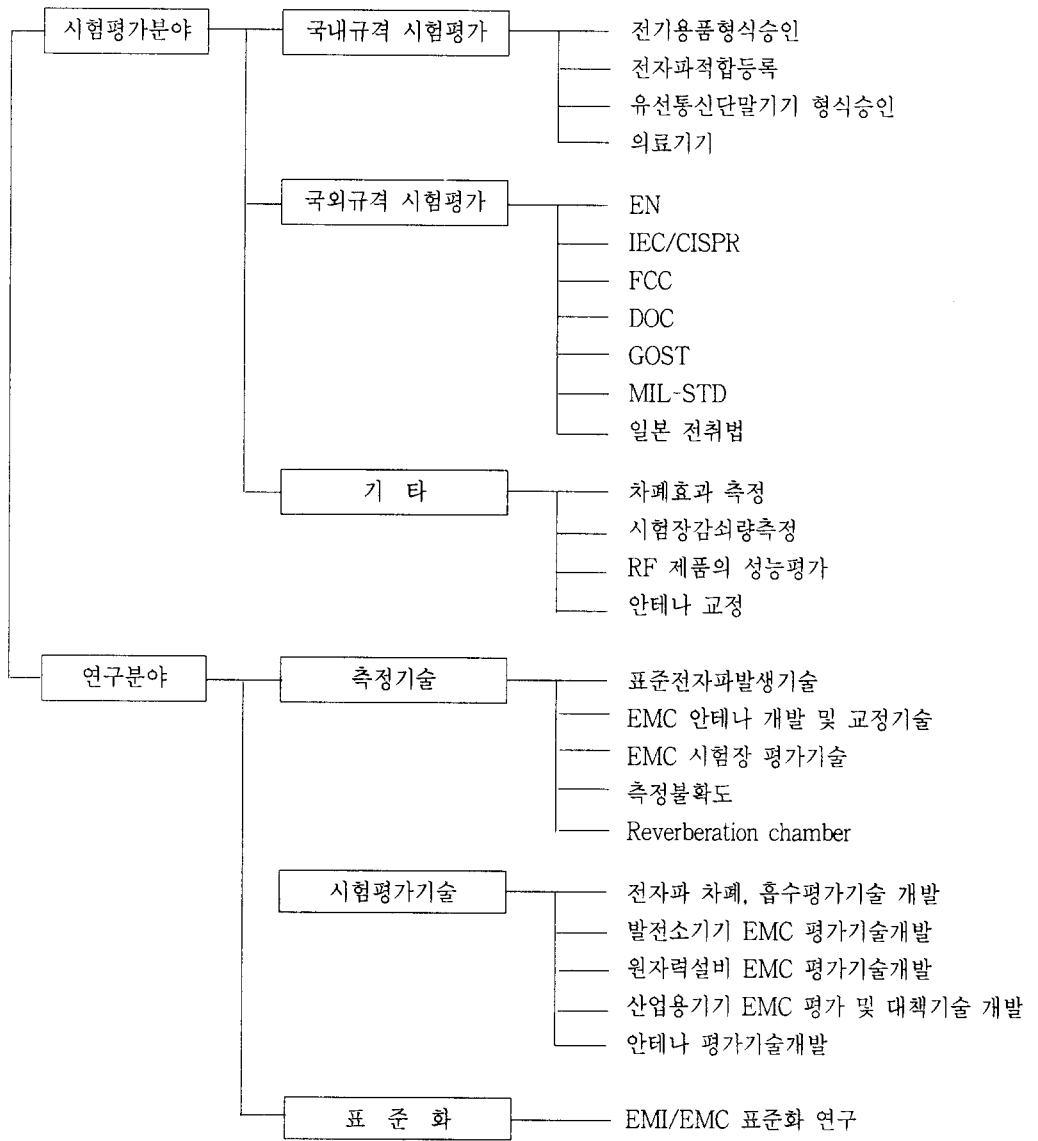 시험평가분야
국내규격 시험평가
전기용품형식승인
전자파적합등록
유선통신단말기기 형식승인
의료기기
국외규격 시험평가
EN
IEC/CISPR
FCC
DOC
GOST
MIL-STD
일본 전취법
기 타
차폐효과 측정
시험장감쇠량측정
RF 제품의 성능평가
안테나 교정
연구분야
측정기술
표준전자파발생기술
EMC 안테나 개발 및 교정기술
EMC 시험장 평가기술
측정불확도
Reverberation chamber
시험평가기술
전자파 차폐, 흡수평가기술 개발
발전소기기 EMC 평가기술개발
원자력설비 EMC 평가기술개발
산업용기기 EMC 평가 및 대책기술 개발
안테나 평가기술개발
표 준 화
EMI/EMC 표준화 연구